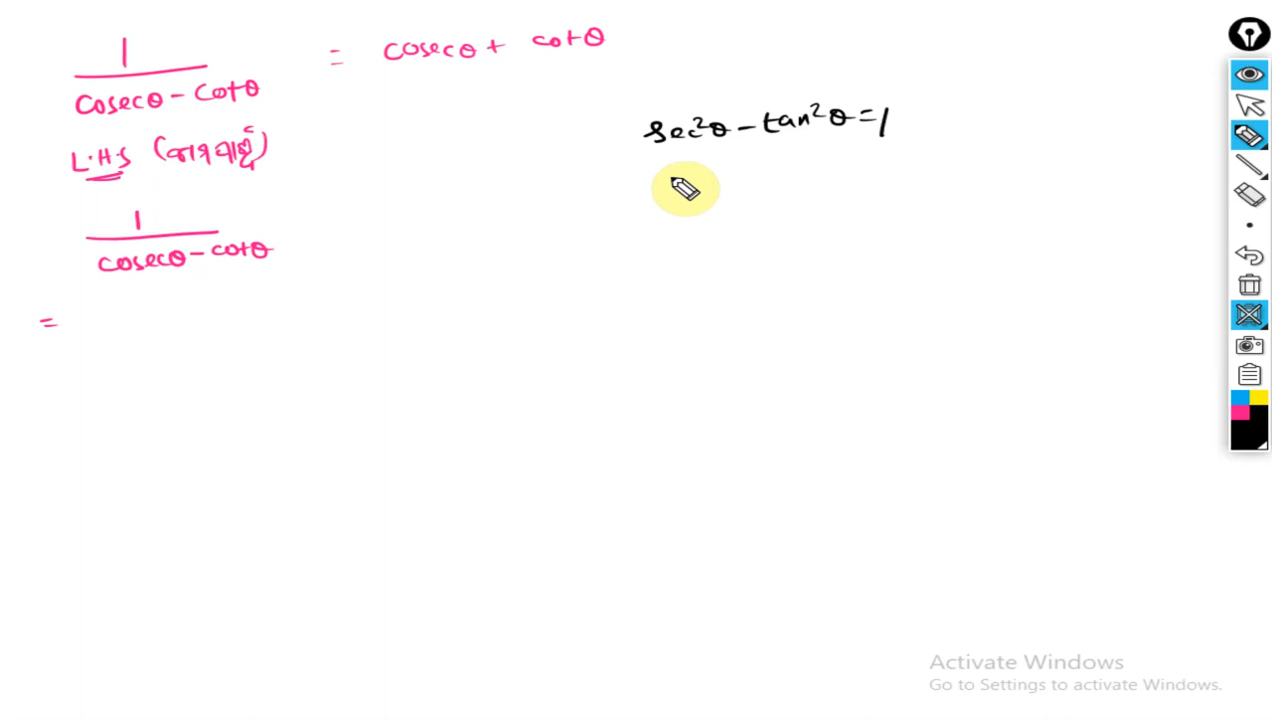 1
cosecθ - cotθ = cosecθ + cotθ
sec²θ - tan²θ = 1
L.H.S (ବାମପାର୍ଶ୍ଵ)
1
cosecθ - cotθ
=
Activate Windows
Go to Settings to activate Windows.